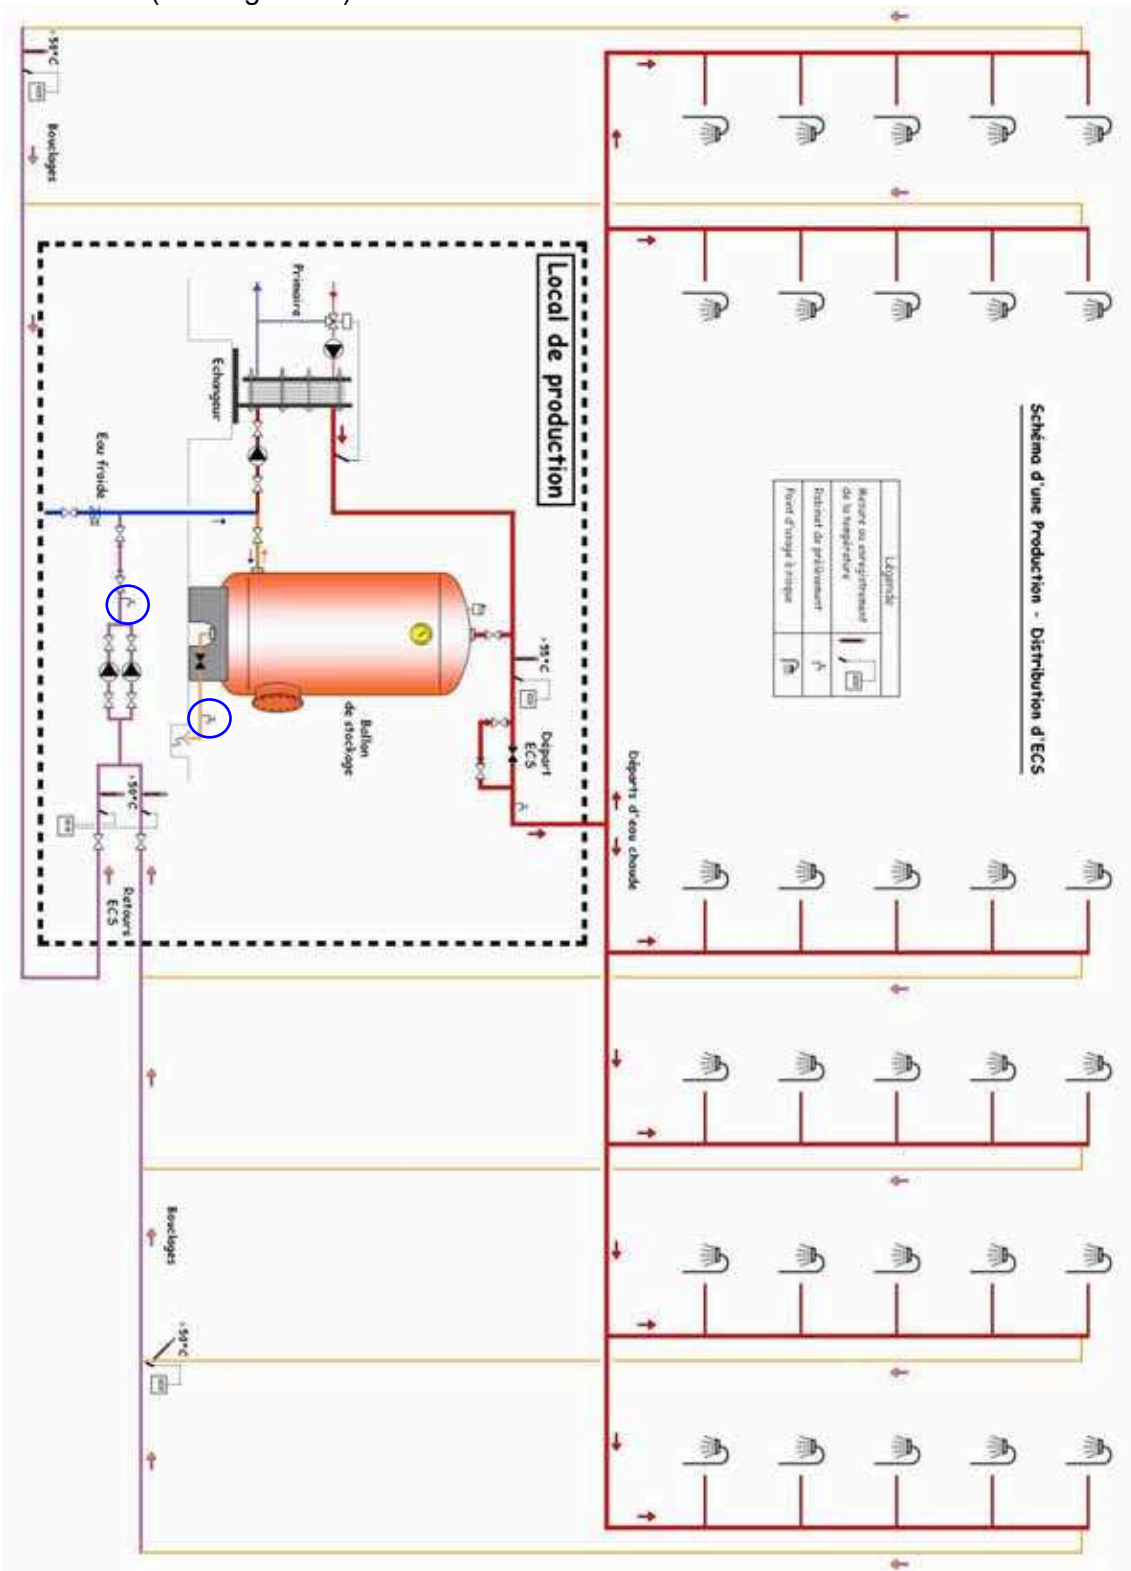 Schéma d'une Production - Distribution d'ECS
Légende
Mesure ou enregistrement
de la température
Robinet de prélèvement
Point d'usage à risque
Départs d'eau chaude
Local de production
Départ
ECS
>55°C
Primaire
Echangeur
Ballon
de stockage
Eau froide
>50°C
Retours
ECS
Bouclages
>50°C
Bouclages
>50°C